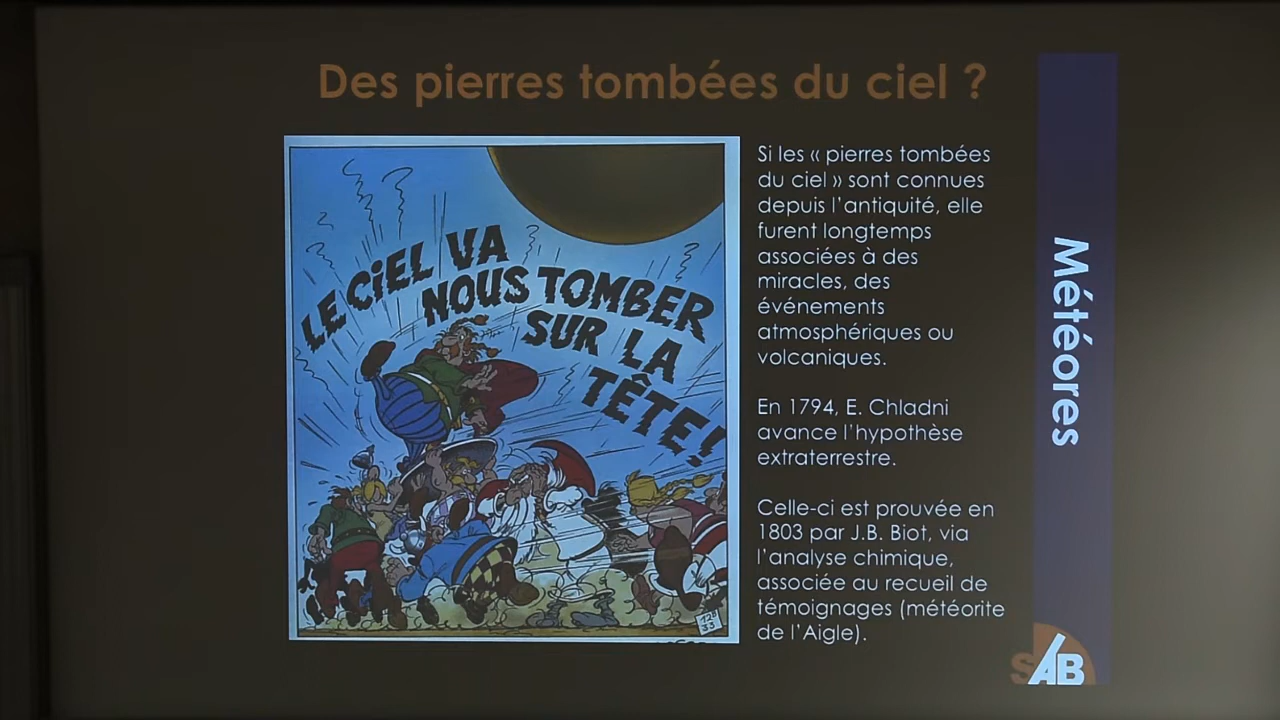 Des pierres tombées du ciel ?
LE CiEL VA
NOUS TOMBER
SUR LA
TÊTE!
Si les « pierres tombées
du ciel » sont connues
depuis l'antiquité, elle
furent longtemps
associées à des
miracles, des
événements
atmosphériques ou
volcaniques.
En 1794, E. Chladni
avance l'hypothèse
extraterrestre.
Celle-ci est prouvée en
1803 par J.B. Biot, via
l'analyse chimique,
associée au recueil de
témoignages (météorite
de l'Aigle).
Météores
SAB